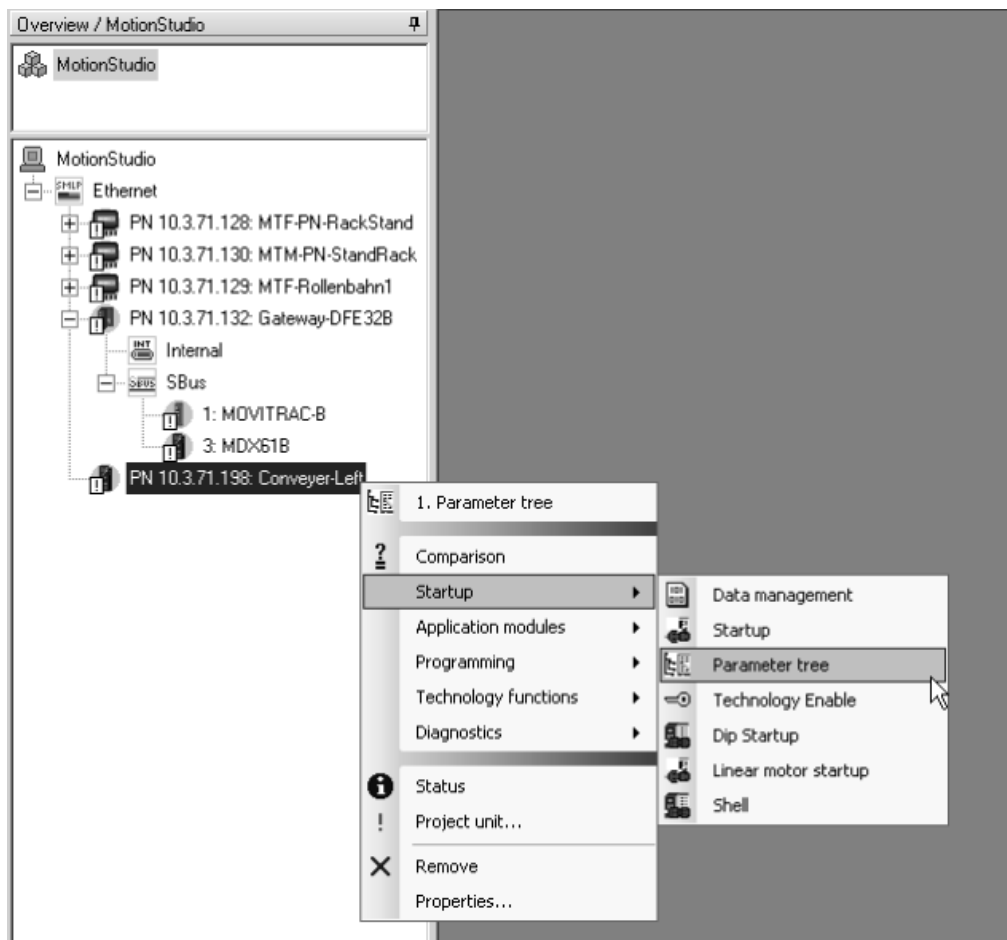 Overview / MotionStudio
MotionStudio
MotionStudio
SMLP Ethernet
PN 10.3.71.128: MTF-PN-RackStand
PN 10.3.71.130: MTM-PN-StandRack
PN 10.3.71.129: MTF-Rollenbahn1
PN 10.3.71.132: Gateway-DFE32B
INT Internal
SBUS SBus
1: MOVITRAC-B
3: MDX61B
PN 10.3.71.198: Conveyer-Left
1. Parameter tree
Comparison
Startup
Application modules
Programming
Technology functions
Diagnostics
Status
Project unit...
Remove
Properties...
Data management
Startup
Parameter tree
Technology Enable
Dip Startup
Linear motor startup
Shell